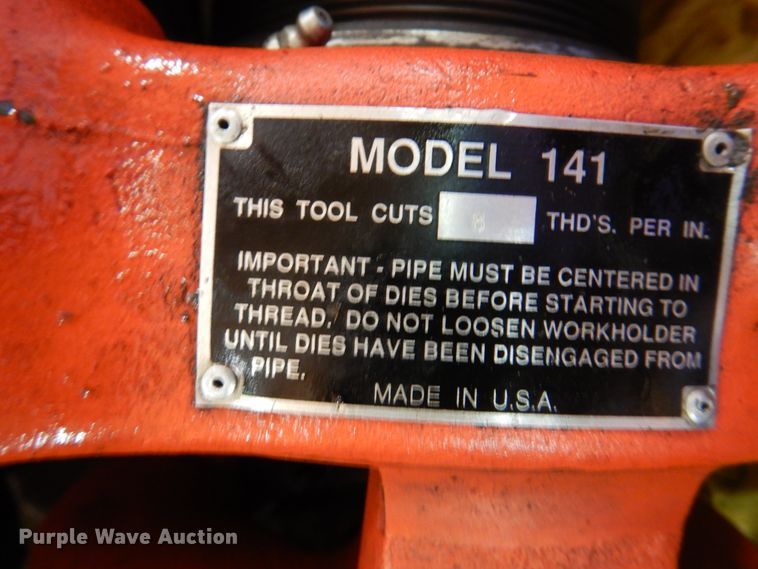 MODEL 141
THIS TOOL CUTS 8 THD'S. PER IN.
IMPORTANT - PIPE MUST BE CENTERED IN
THROAT OF DIES BEFORE STARTING TO
THREAD. DO NOT LOOSEN WORKHOLDER
UNTIL DIES HAVE BEEN DISENGAGED FROM
PIPE.
MADE IN U.S.A.
Purple Wave Auction